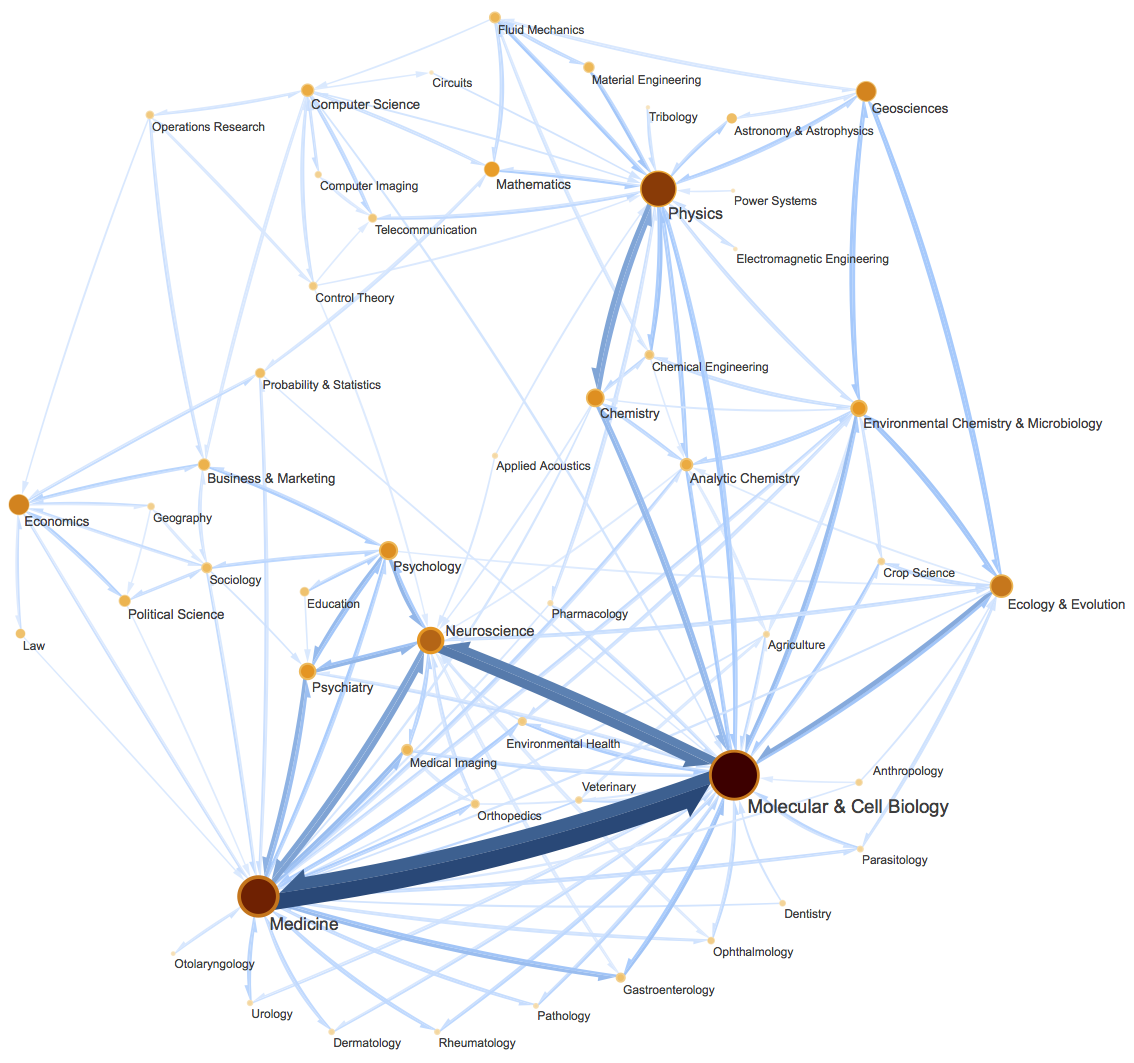 Fluid Mechanics
Circuits
Material Engineering
Computer Science
Geosciences
Tribology
Operations Research
Astronomy & Astrophysics
Computer Imaging
Mathematics
Power Systems
Physics
Telecommunication
Electromagnetic Engineering
Control Theory
Chemical Engineering
Probability & Statistics
Chemistry
Environmental Chemistry & Microbiology
Applied Acoustics
Business & Marketing
Analytic Chemistry
Economics
Geography
Psychology
Crop Science
Sociology
Education
Political Science
Pharmacology
Ecology & Evolution
Neuroscience
Law
Agriculture
Psychiatry
Environmental Health
Medical Imaging
Anthropology
Veterinary
Molecular & Cell Biology
Orthopedics
Parasitology
Dentistry
Medicine
Ophthalmology
Otolaryngology
Gastroenterology
Urology
Pathology
Dermatology
Rheumatology